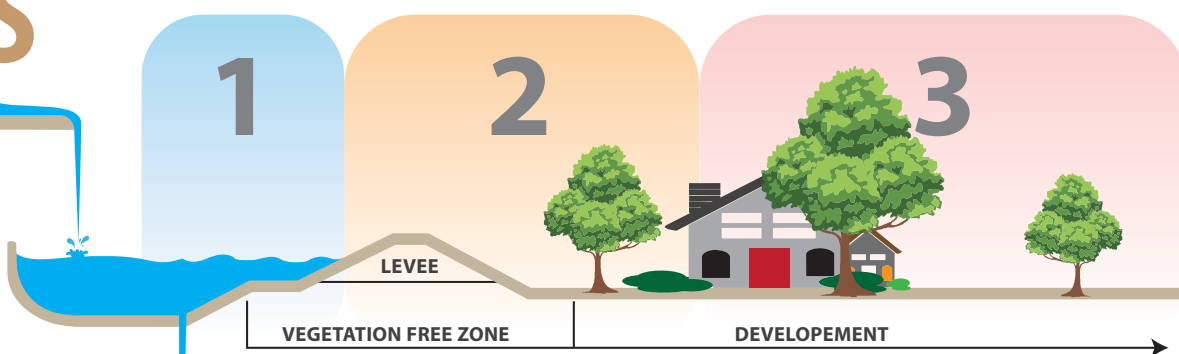 1
2
3
LEVEE
VEGETATION FREE ZONE
DEVELOPEMENT